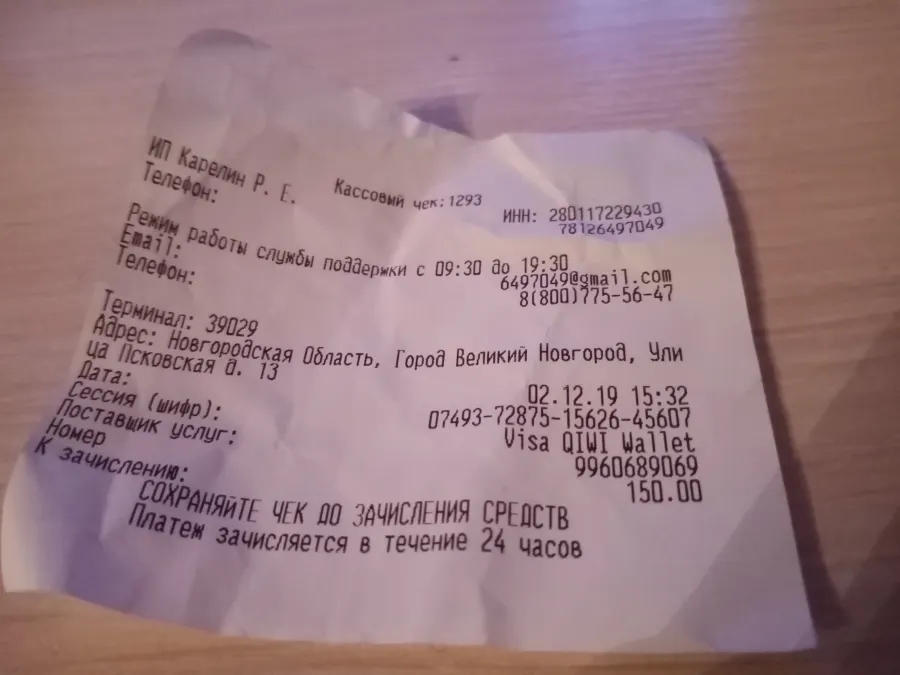 ИП Карелин Р. Е. Кассовый чек:1293 ИНН: 280117229430
Телефон: 78126497049
Режим работы службы поддержки с 09:30 до 19:30
Email: 6497049@gmail.com
Телефон: 8(800)775-56-47
Терминал: 39029
Адрес: Новгородская Область, Город Великий Новгород, Ули
ца Псковская д. 13
Дата: 02.12.19 15:32
Сессия (шифр): 07493-72875-15626-45607
Поставщик услуг: Visa QIWI Wallet
Номер 9960689069
К зачислению: 150.00
СОХРАНЯйТЕ ЧЕК ДО ЗАЧИСЛЕНИЯ СРЕДСТВ
Платеж зачисляется в течение 24 часов